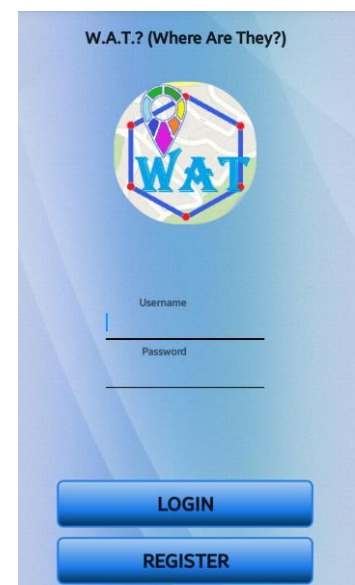 W.A.T.? (Where Are They?)
WAT
Username
Password
LOGIN
REGISTER